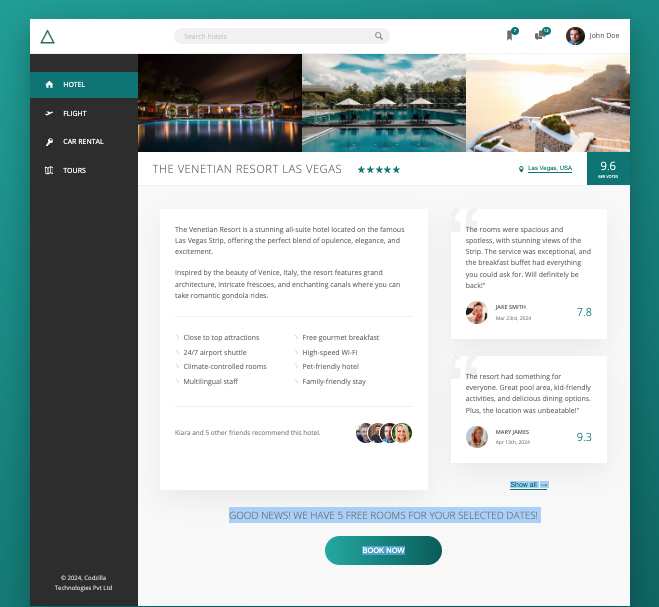 Search hotels
7
13
John Doe
HOTEL
FLIGHT
CAR RENTAL
TOURS
THE VENETIAN RESORT LAS VEGAS
Las Vegas, USA
9.6
The Venetian Resort is a stunning all-suite hotel located on the famous
Las Vegas Strip, offering the perfect blend of opulence, elegance, and
excitement.
Inspired by the beauty of Venice, Italy, the resort features grand
architecture, intricate frescoes, and enchanting canals where you can
take romantic gondola rides.
Close to top attractions
24/7 airport shuttle
Climate-controlled rooms
Multilingual staff
Free gourmet breakfast
High-speed Wi-Fi
Pet-friendly hotel
Family-friendly stay
Kiara and 5 other friends recommend this hotel.
The rooms were spacious and
spotless, with stunning views of the
Strip. The service was exceptional, and
the breakfast buffet had everything
you could ask for. Will definitely be
back!"
JAKE SMITH
Mar 23rd, 2024
7.8
The resort had something for
everyone. Great pool area, kid-friendly
activities, and delicious dining options.
Plus, the location was unbeatable!"
MARY JAMES
Apr 13th, 2024
9.3
Show all →
GOOD NEWS! WE HAVE 5 FREE ROOMS FOR YOUR SELECTED DATES!
BOOK NOW
© 2024, Codzilla
Technologies Pvt Ltd